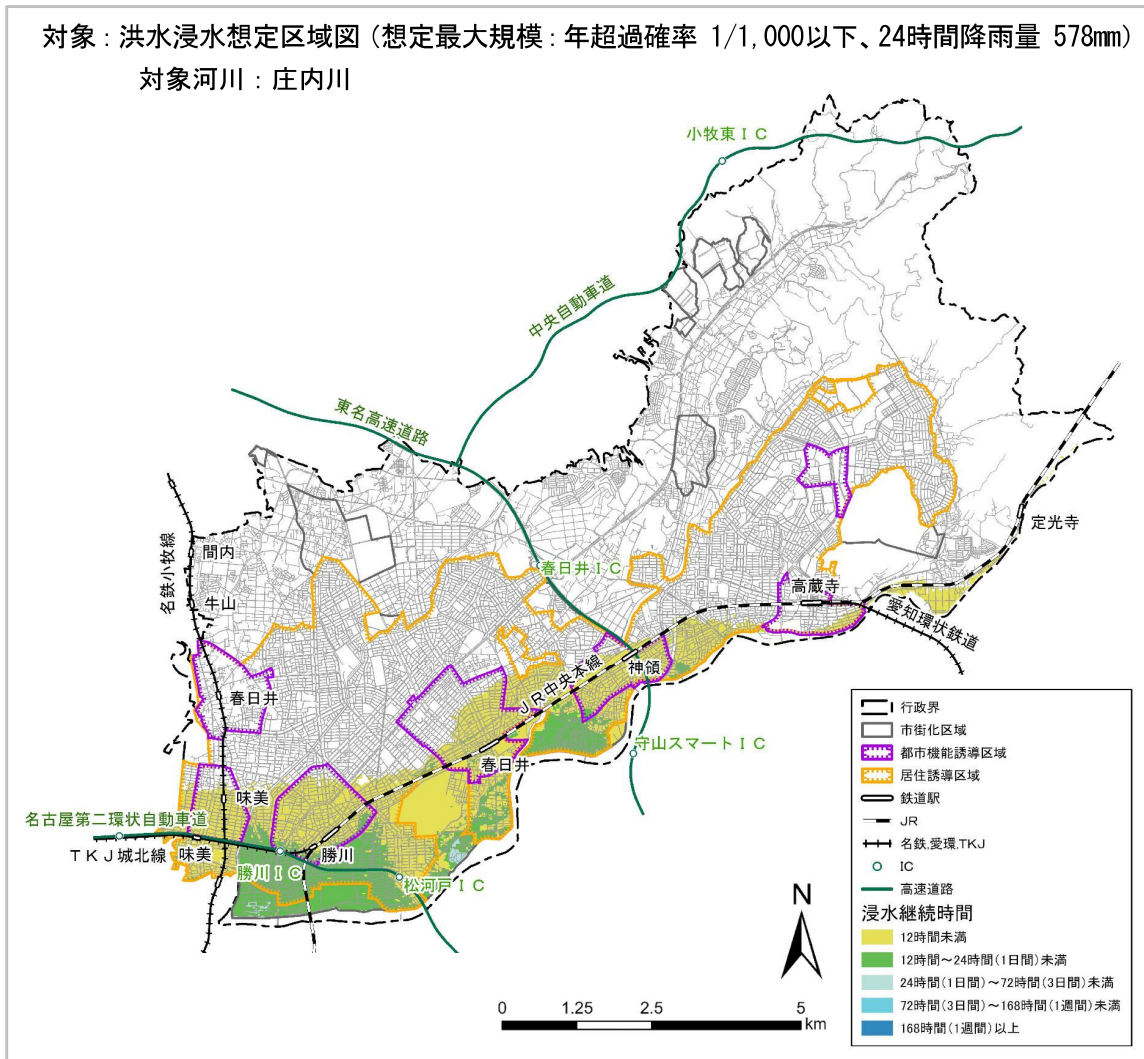 対象：洪水浸水想定区域図（想定最大規模：年超過確率 1/1,000以下、24時間降雨量 578mm）
対象河川：庄内川
小牧東ＩＣ
中央自動車道
東名高速道路
名鉄小牧線
間内
牛山
春日井ＩＣ
定光寺
高蔵寺
愛知環状鉄道
ＪＲ中央本線
神領
春日井
守山スマートＩＣ
春日井
味美
名古屋第二環状自動車道
ＴＫＪ城北線
味美
勝川
勝川ＩＣ
松河戸ＩＣ
行政界
市街化区域
都市機能誘導区域
居住誘導区域
鉄道駅
JR
名鉄,愛環,TKJ
IC
高速道路
浸水継続時間
12時間未満
12時間～24時間(1日間)未満
24時間(1日間)～72時間(3日間)未満
72時間(3日間)～168時間(1週間)未満
168時間(1週間)以上
N
0 1.25 2.5 5
km